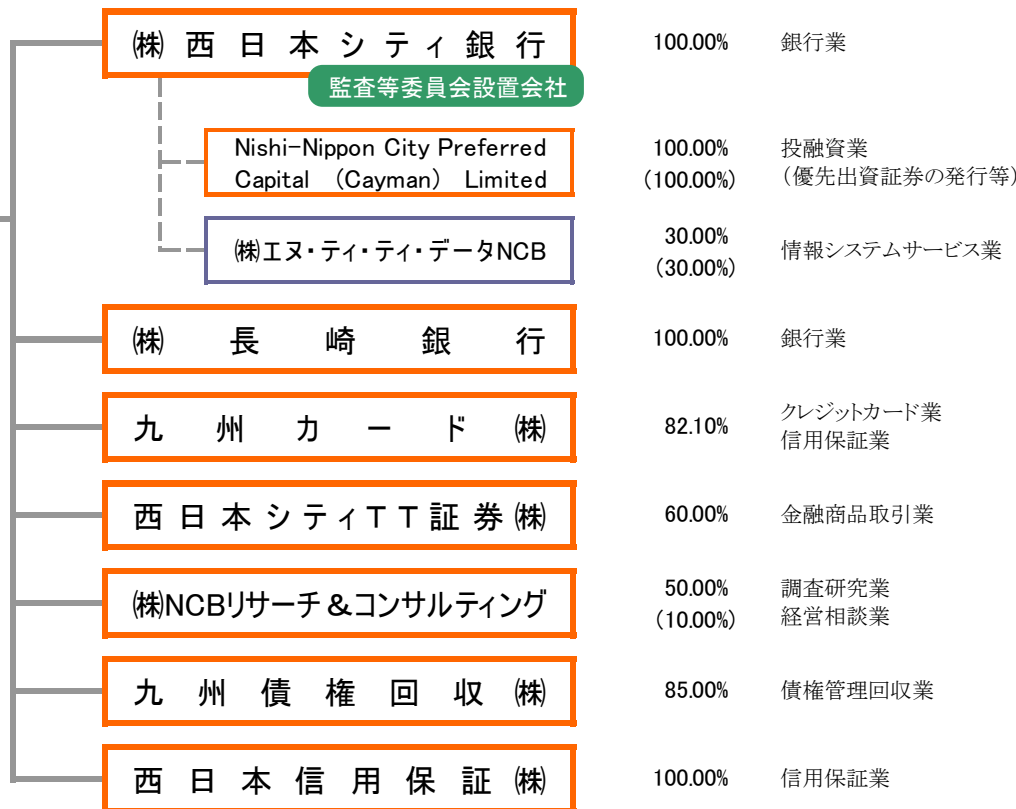 ㈱西日本シティ銀行 100.00% 銀行業
監査等委員会設置会社
Nishi-Nippon City Preferred 100.00% 投融資業
Capital (Cayman) Limited (100.00%) (優先出資証券の発行等)
㈱エヌ・ティ・ティ・データNCB 30.00% 情報システムサービス業
(30.00%)
㈱長崎銀行 100.00% 銀行業
九州カード㈱ 82.10% クレジットカード業
信用保証業
西日本シティTT証券㈱ 60.00% 金融商品取引業
㈱NCBリサーチ&コンサルティング 50.00% 調査研究業
(10.00%) 経営相談業
九州債権回収㈱ 85.00% 債権管理回収業
西日本信用保証㈱ 100.00% 信用保証業